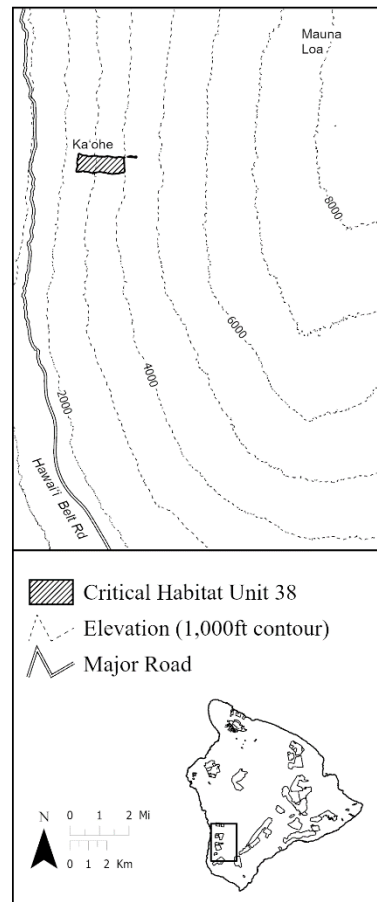 Mauna
Loa
Ka'ohe
8000
6000
4000
2000
Hawai'i Belt Rd
Critical Habitat Unit 38
Elevation (1,000ft contour)
Major Road
N
0 1 2 Mi
0 1 2 Km